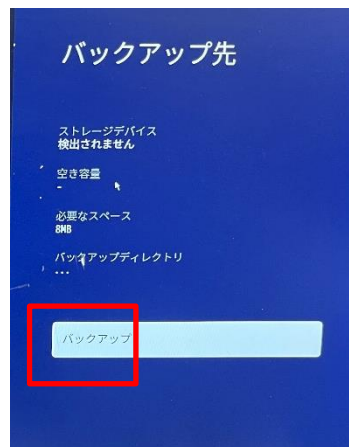 バックアップ先
ストレージデバイス
検出されません
空き容量
-
必要なスペース
8MB
バックアップディレクトリ
...
バックアップ